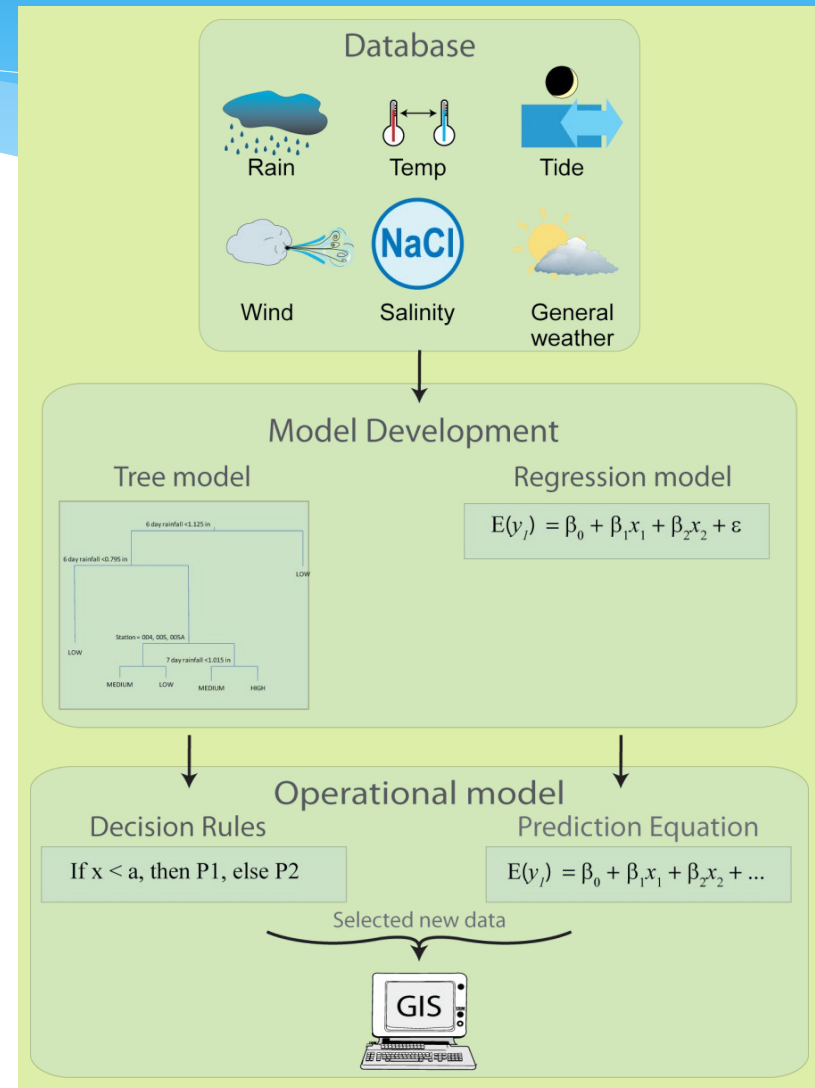 Database
Rain
Temp
Tide
NaCl
Wind
Salinity
General
weather
Model Development
Tree model
6 day rainfall <1.125 in
6 day rainfall <0.795 in
LOW
Station = 004, 005, 005A
LOW
7 day rainfall <1.015 in
MEDIUM
LOW
MEDIUM
HIGH
Regression model
E(y₁) = β₀ + β₁x₁ + β₂x₂ + ε
Operational model
Decision Rules
If x < a, then P1, else P2
Prediction Equation
E(y₁) = β₀ + β₁x₁ + β₂x₂ + ...
Selected new data
GIS